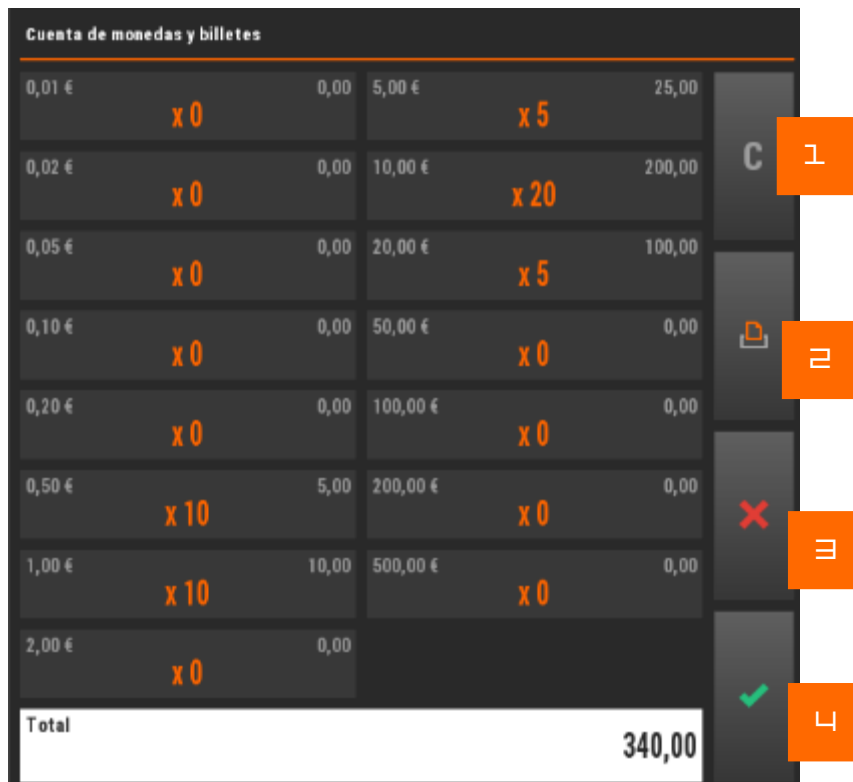 Cuenta de monedas y billetes
0,01 € 0,00
x 0
5,00 € 25,00
x 5
0,02 € 0,00
x 0
10,00 € 200,00
x 20
0,05 € 0,00
x 0
20,00 € 100,00
x 5
0,10 € 0,00
x 0
50,00 € 0,00
x 0
0,20 € 0,00
x 0
100,00 € 0,00
x 0
0,50 € 5,00
x 10
200,00 € 0,00
x 0
1,00 € 10,00
x 10
500,00 € 0,00
x 0
2,00 € 0,00
x 0
Total
340,00
C
1
2
3
4